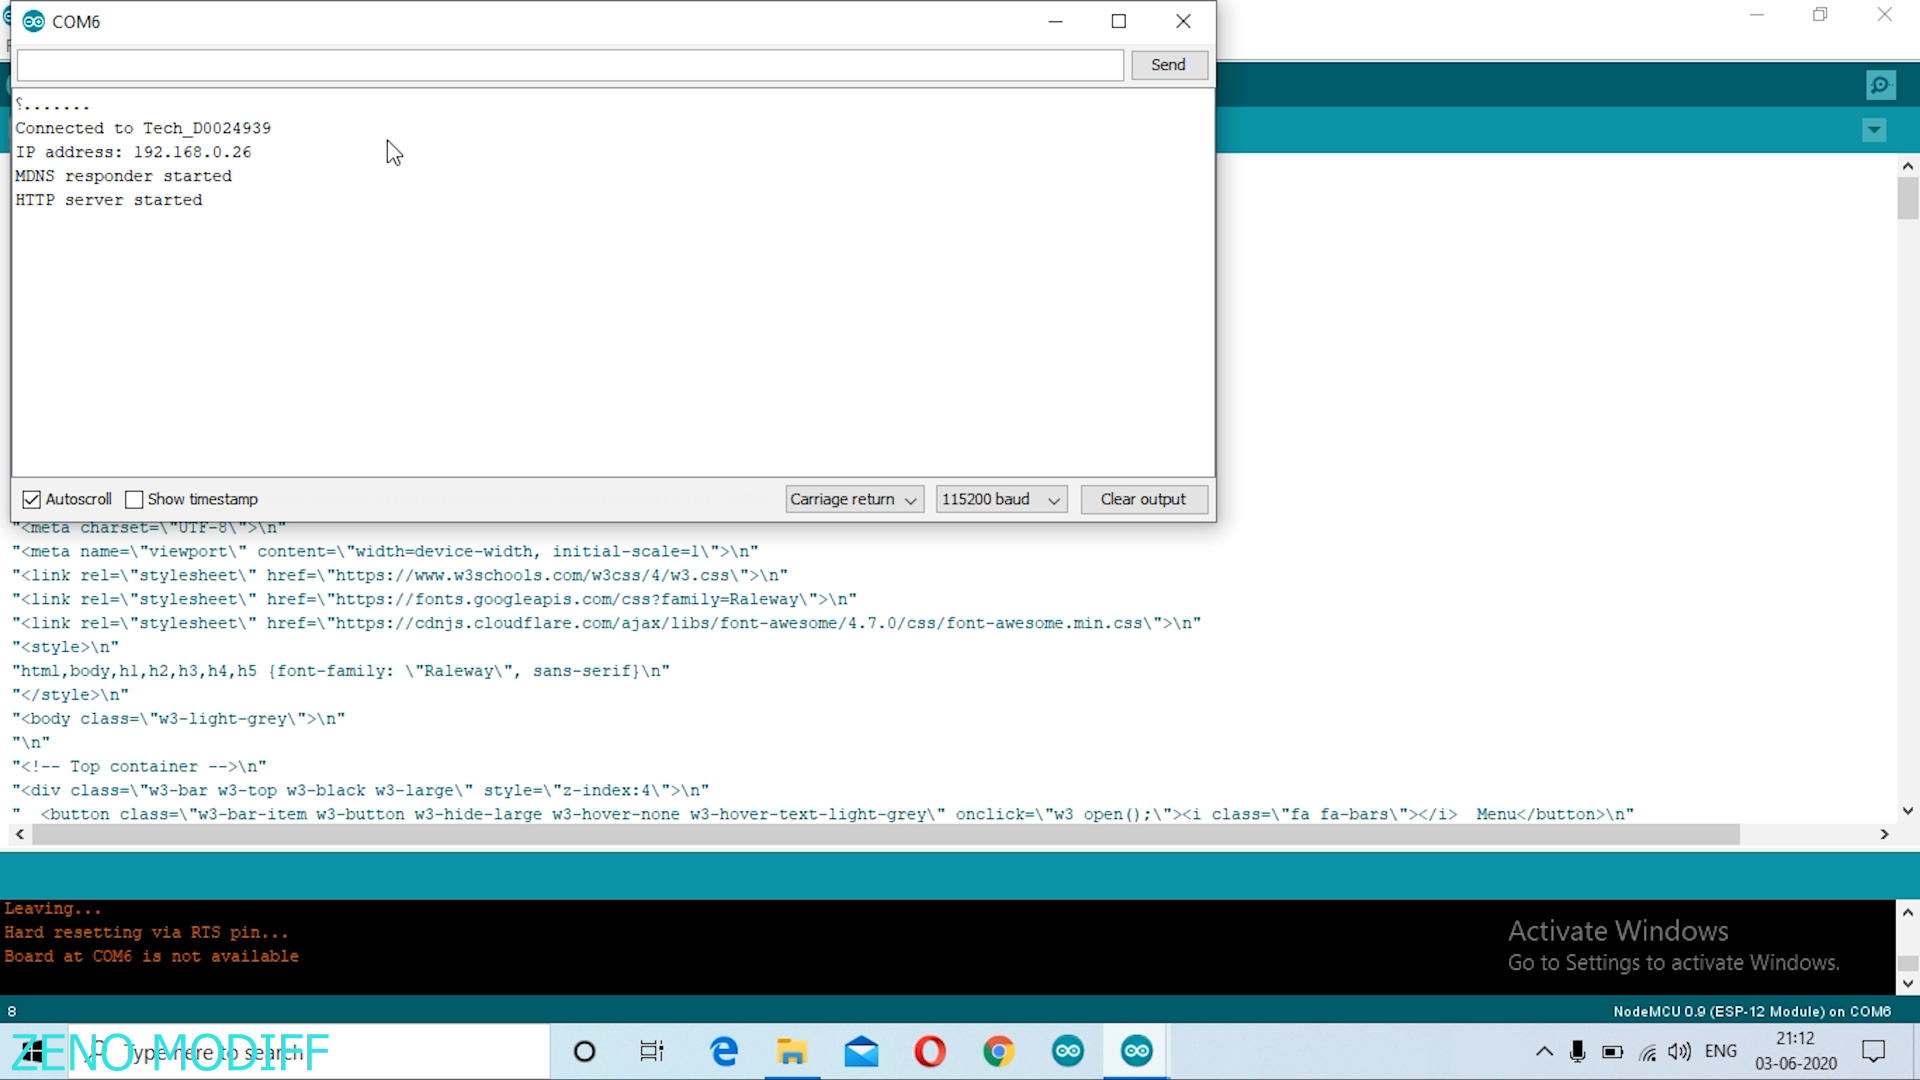 COM6
Send
⸮.......
Connected to Tech_D0024939
IP address: 192.168.0.26
MDNS responder started
HTTP server started
Autoscroll
Show timestamp
Carriage return
115200 baud
Clear output
"<meta charset=\"UTF-8\">\n"
"<meta name=\"viewport\" content=\"width=device-width, initial-scale=1\">\n"
"<link rel=\"stylesheet\" href=\"https://www.w3schools.com/w3css/4/w3.css\">\n"
"<link rel=\"stylesheet\" href=\"https://fonts.googleapis.com/css?family=Raleway\">\n"
"<link rel=\"stylesheet\" href=\"https://cdnjs.cloudflare.com/ajax/libs/font-awesome/4.7.0/css/font-awesome.min.css\">\n"
"<style>\n"
"html,body,h1,h2,h3,h4,h5 {font-family: \"Raleway\", sans-serif}\n"
"</style>\n"
"<body class=\"w3-light-grey\">\n"
"\n"
"<!-- Top container -->\n"
"<div class=\"w3-bar w3-top w3-black w3-large\" style=\"z-index:4\">\n"
"  <button class=\"w3-bar-item w3-button w3-hide-large w3-hover-none w3-hover-text-light-grey\" onclick=\"w3_open();\"><i class=\"fa fa-bars\"></i>  Menu</button>\n"
Leaving...
Hard resetting via RTS pin...
Board at COM6 is not available
Activate Windows
Go to Settings to activate Windows.
8
NodeMCU 0.9 (ESP-12 Module) on COM6
ZENO MODIFF
Type here to search
ENG
21:12
03-06-2020